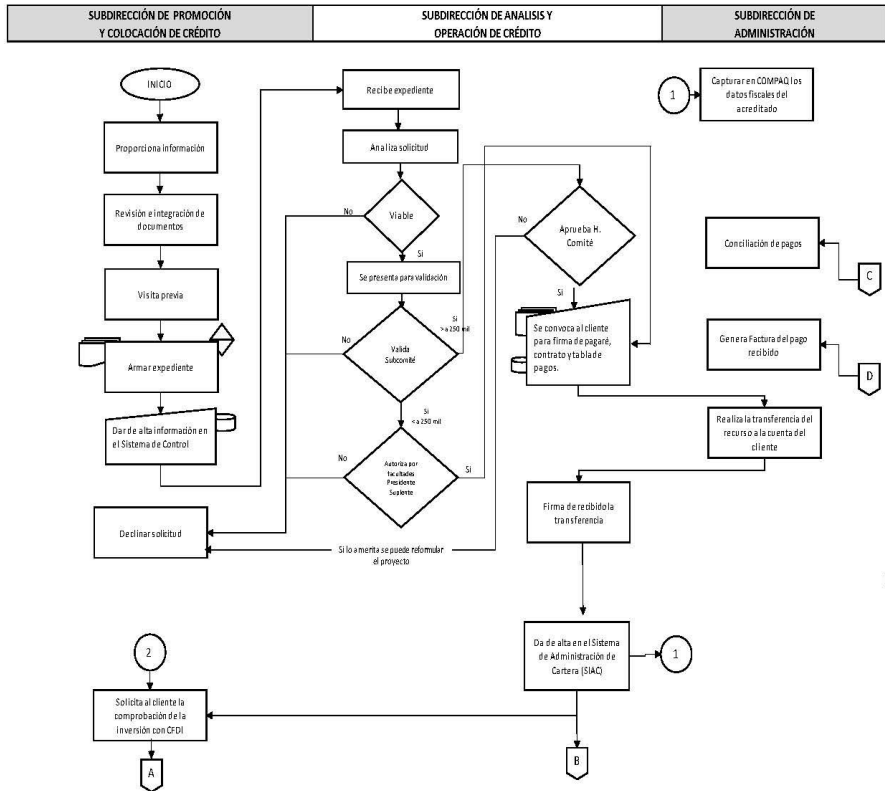 SUBDIRECCIÓN DE PROMOCIÓN
Y COLOCACIÓN DE CRÉDITO
SUBDIRECCIÓN DE ANALISIS Y
OPERACIÓN DE CRÉDITO
SUBDIRECCIÓN DE
ADMINISTRACIÓN
INICIO
Proporciona información
Revisión e integración de
documentos
Visita previa
Armar expediente
Dar de alta información en
el Sistema de Control
Declinar solicitud
2
Solicita al cliente la
comprobación de la
inversión con CFDI
A
Recibe expediente
Analiza solicitud
No
Viable
Si
Se presenta para validación
No
Valida
Subcomité
Si
> a 250 mil
Si
< a 250 mil
No
Autoriza por
facultades
Presidente
Suplente
Si
Si lo amerita se puede reformular
el proyecto
No
Aprueba H.
Comité
Si
Se convoca al cliente
para firma de pagaré,
contrato y tabla de
pagos.
Firma de recibido la
transferencia
Da de alta en el Sistema
de Administración de
Cartera (SIAC)
1
B
1
Capturar en COMPAQ los
datos fiscales del
acreditado
Conciliación de pagos
C
Genera Factura del pago
recibido
D
Realiza la transferencia del
recurso a la cuenta del
cliente